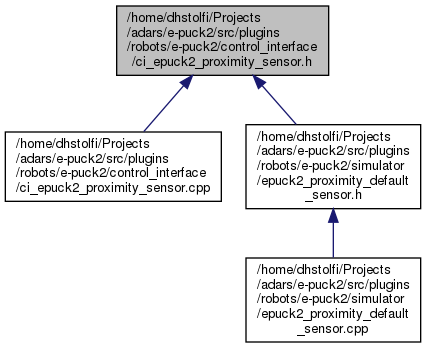 /home/dhstolfi/Projects
/adars/e-puck2/src/plugins
/robots/e-puck2/control_interface
/ci_epuck2_proximity_sensor.h
/home/dhstolfi/Projects
/adars/e-puck2/src/plugins
/robots/e-puck2/control_interface
/ci_epuck2_proximity_sensor.cpp
/home/dhstolfi/Projects
/adars/e-puck2/src/plugins
/robots/e-puck2/simulator
/epuck2_proximity_default
_sensor.h
/home/dhstolfi/Projects
/adars/e-puck2/src/plugins
/robots/e-puck2/simulator
/epuck2_proximity_default
_sensor.cpp